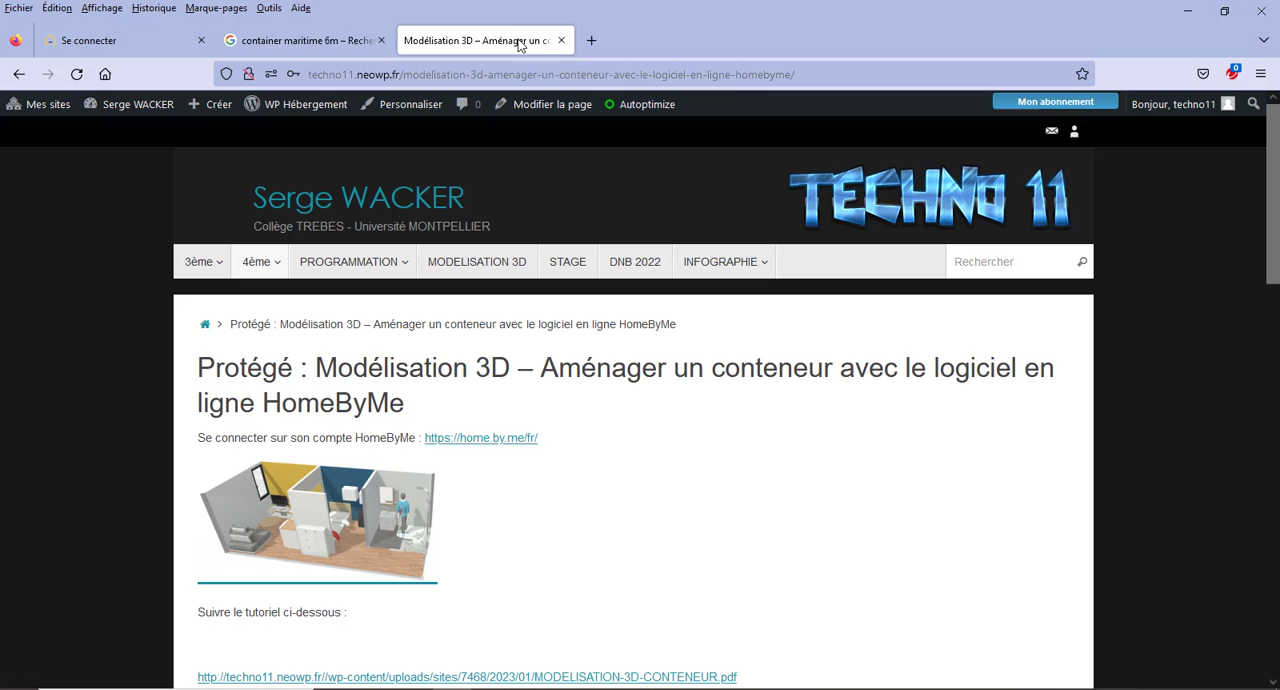 Fichier Édition Affichage Historique Marque-pages Outils Aide
Se connecter container maritime 6m – Reche Modélisation 3D – Aménager un co
techno11.neowp.fr/modelisation-3d-amenager-un-conteneur-avec-le-logiciel-en-ligne-homebyme/ 0
Mes sites Serge WACKER Créer WP Hébergement Personnaliser 0 Modifier la page Autoptimize Mon abonnement Bonjour, techno11
Serge WACKER
Collège TREBES - Université MONTPELLIER
TECHNO 11
3ème 4ème PROGRAMMATION MODELISATION 3D STAGE DNB 2022 INFOGRAPHIE Rechercher
Protégé : Modélisation 3D – Aménager un conteneur avec le logiciel en ligne HomeByMe
Protégé : Modélisation 3D – Aménager un conteneur avec le logiciel en
ligne HomeByMe
Se connecter sur son compte HomeByMe : https://home.by.me/fr/
Suivre le tutoriel ci-dessous :
http://techno11.neowp.fr//wp-content/uploads/sites/7468/2023/01/MODELISATION-3D-CONTENEUR.pdf